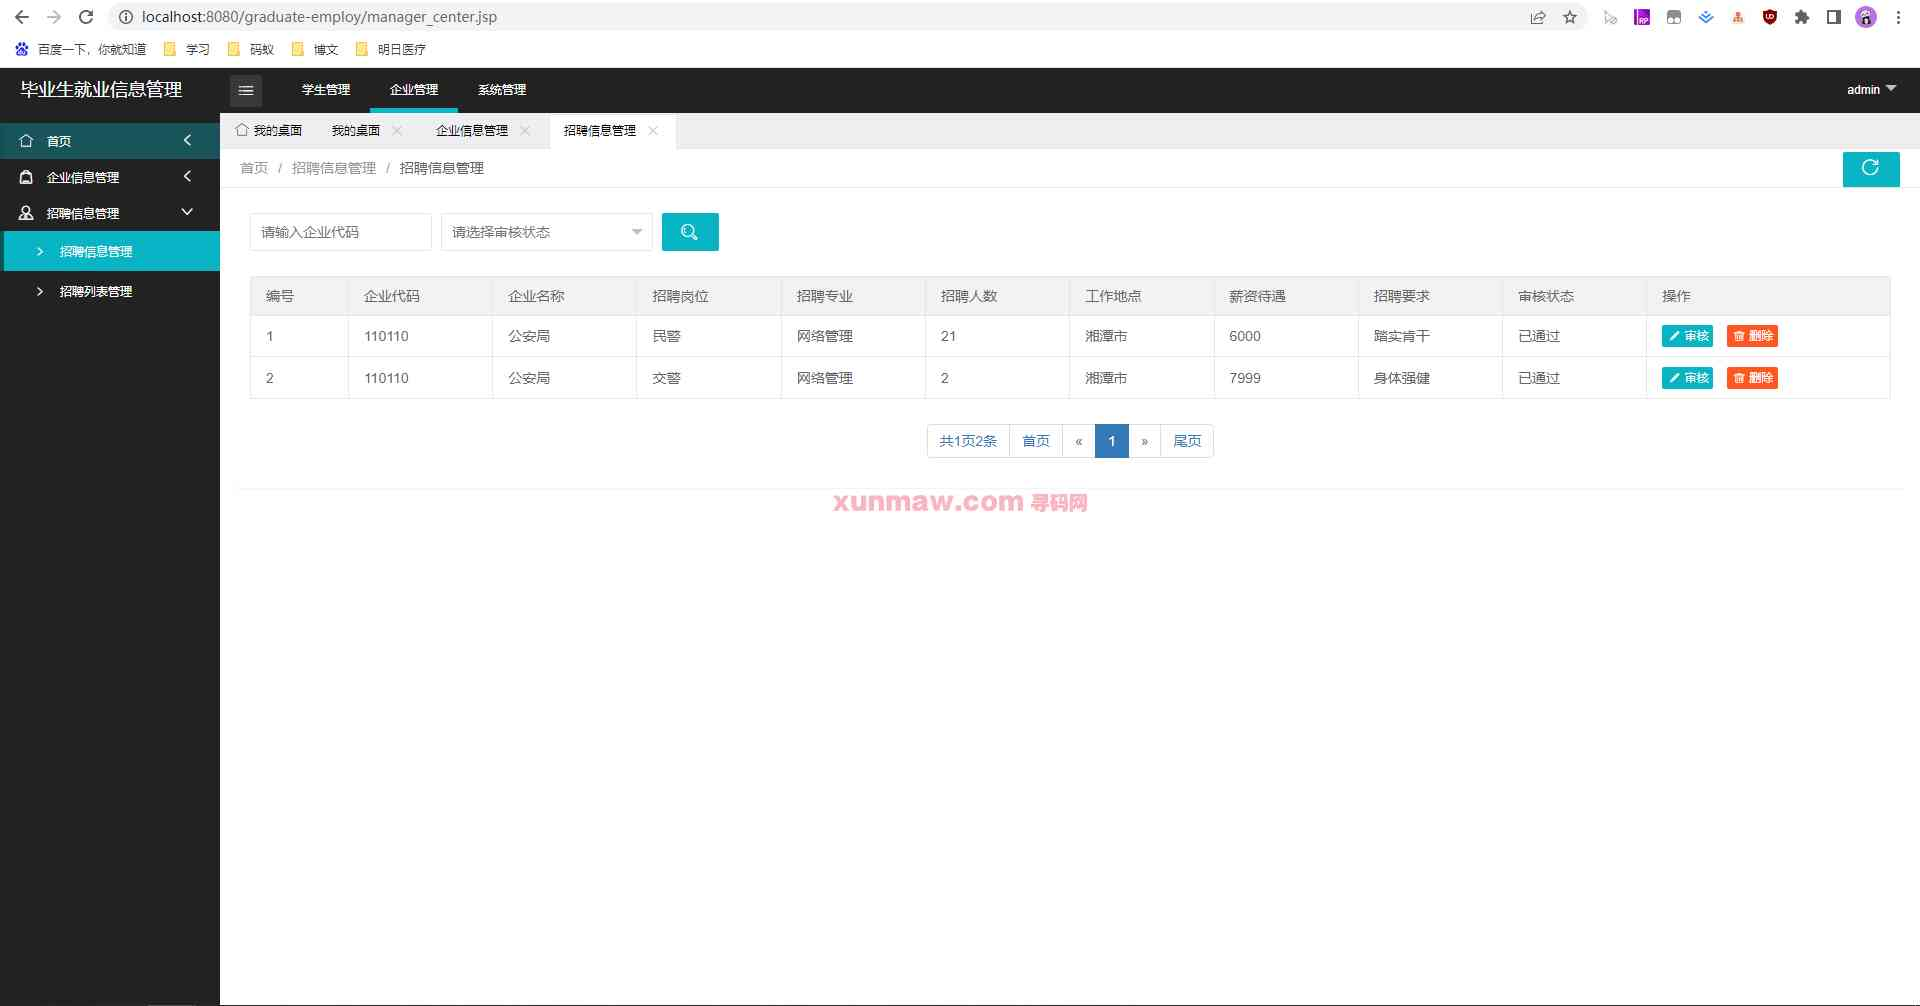 localhost:8080/graduate-employ/manager_center.jsp
百度一下，你就知道 学习 码蚁 博文 明日医疗
毕业生就业信息管理 学生管理 企业管理 系统管理 admin
我的桌面 我的桌面 企业信息管理 招聘信息管理
首页
企业信息管理
招聘信息管理
招聘信息管理
招聘列表管理
首页 / 招聘信息管理 / 招聘信息管理
请输入企业代码 请选择审核状态
编号 企业代码 企业名称 招聘岗位 招聘专业 招聘人数 工作地点 薪资待遇 招聘要求 审核状态 操作
1 110110 公安局 民警 网络管理 21 湘潭市 6000 踏实肯干 已通过 审核 删除
2 110110 公安局 交警 网络管理 2 湘潭市 7999 身体强健 已通过 审核 删除
共1页2条 首页 « 1 » 尾页
xunmaw.com 寻码网